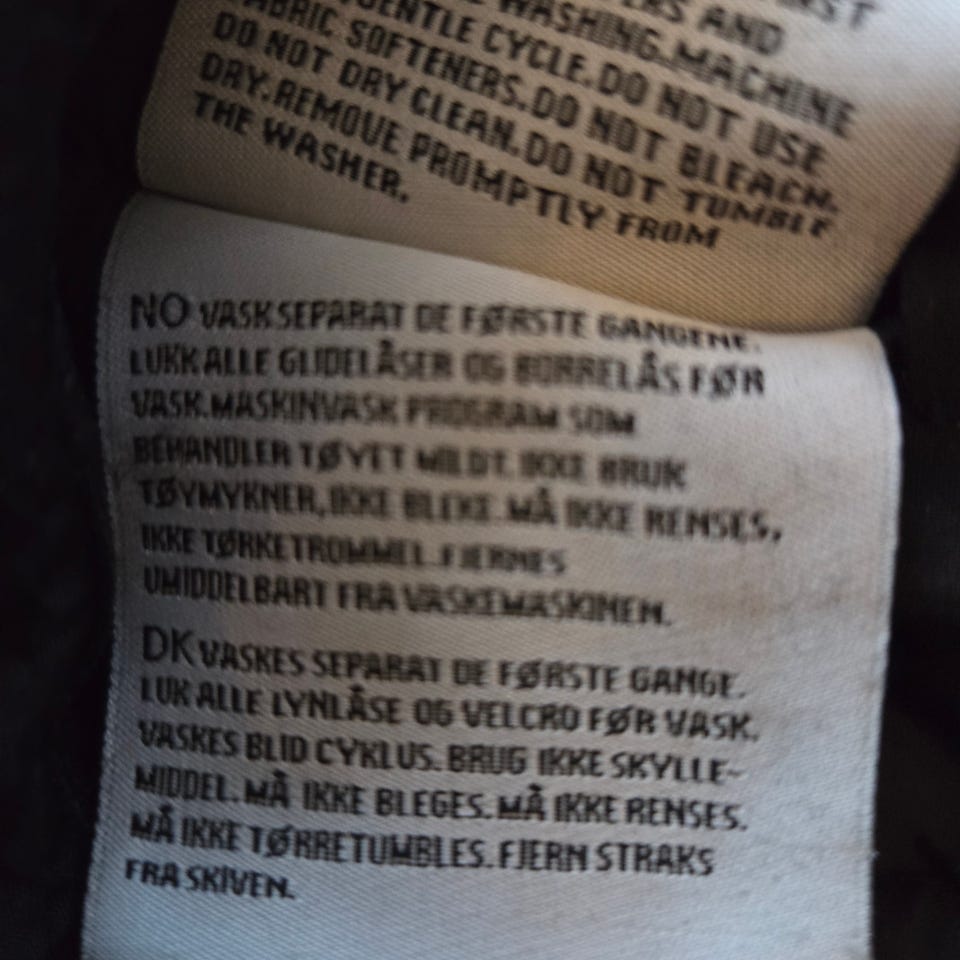 FIRST
AND
WASHING.MACHINE
GENTLE CYCLE.DO NOT USE
FABRIC SOFTENERS.DO NOT BLEACH.
DO NOT DRY CLEAN.DO NOT TUMBLE
DRY.REMOVE PROMPTLY FROM
THE WASHER.
NO VASK SEPARAT DE FØRSTE GANGENE.
LUKK ALLE GLIDELÅSER OG BORRELÅS FØR
VASK.MASKINVASK PROGRAM SOM
BEHANDLER TØYET MILDT. IKKE BRUK
TØYMYKNER, IKKE BLEKE. MÅ IKKE RENSES.
IKKE TØRKETROMMEL. FJERNES
UMIDDELBART FRA VASKEMASKINEN.
DK VASKES SEPARAT DE FØRSTE GANGE.
LUK ALLE LYNLÅSE OG VELCRO FØR VASK.
VASKES BLID CYKLUS. BRUG IKKE SKYLLE-
MIDDEL. MÅ IKKE BLEGES. MÅ IKKE RENSES.
MÅ IKKE TØRRETUMBLES. FJERN STRAKS
FRA SKIVEN.